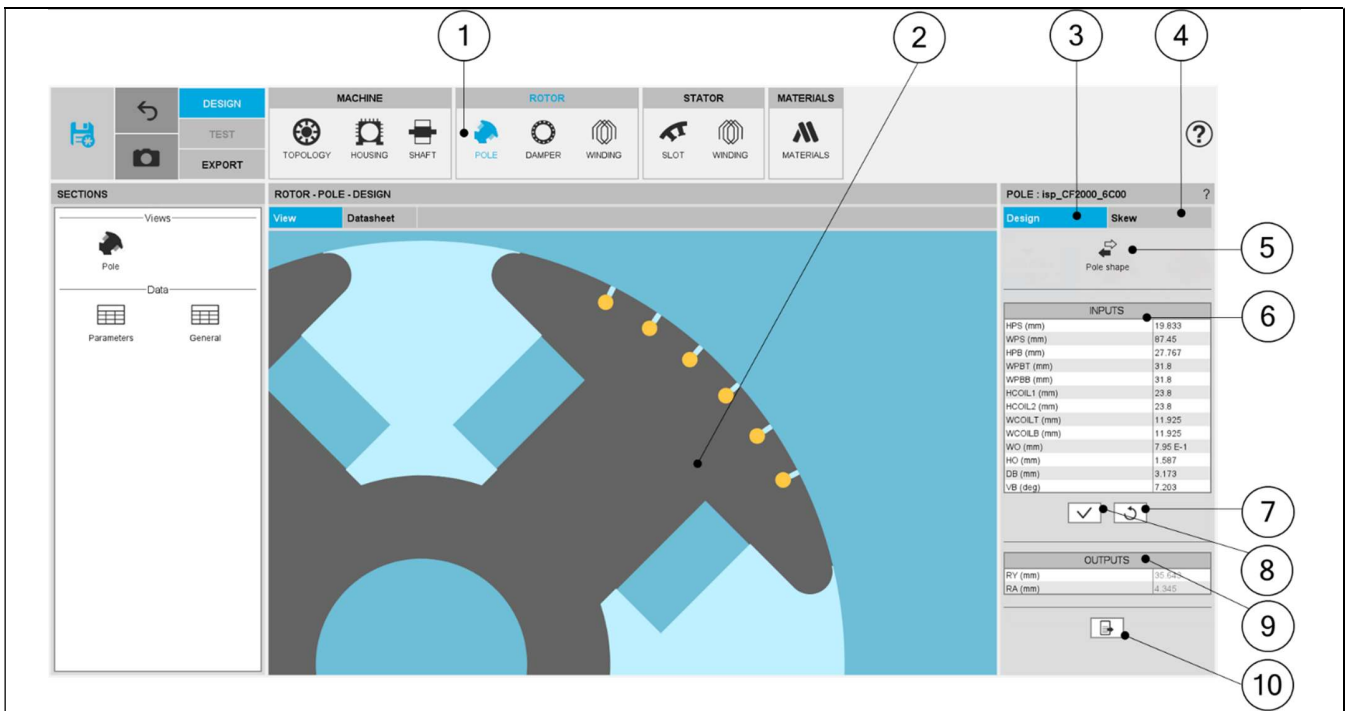 1
2
3
4
DESIGN
TEST
EXPORT
MACHINE
TOPOLOGY HOUSING SHAFT
ROTOR
POLE DAMPER WINDING
STATOR
SLOT WINDING
MATERIALS
MATERIALS
?
SECTIONS
Views
Pole
Data
Parameters General
ROTOR - POLE - DESIGN
View Datasheet
POLE : isp_CF2000_6C00 ?
Design Skew
Pole shape
5
INPUTS
6
HPS (mm) 19.833
WPS (mm) 87.45
HPB (mm) 27.767
WPBT (mm) 31.8
WPBB (mm) 31.8
HCOIL1 (mm) 23.8
HCOIL2 (mm) 23.8
WCOILT (mm) 11.925
WCOILB (mm) 11.925
WO (mm) 7.95 E-1
HO (mm) 1.587
DB (mm) 3.173
VB (deg) 7.203
7
8
OUTPUTS
RY (mm) 35.643
RA (mm) 4.345
9
10